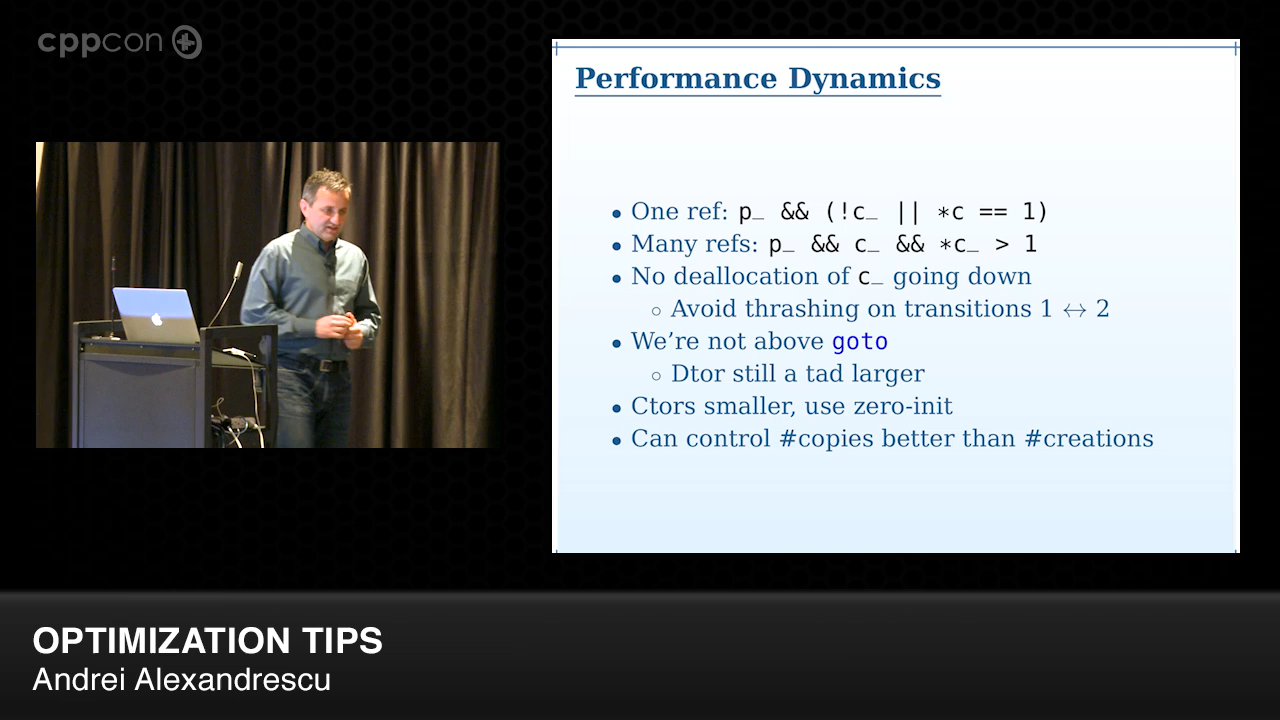 cppcon
Performance Dynamics
• One ref: p_ && (!c_ || *c == 1)
• Many refs: p_ && c_ && *c_ > 1
• No deallocation of c_ going down
○ Avoid thrashing on transitions 1 ↔ 2
• We’re not above goto
○ Dtor still a tad larger
• Ctors smaller, use zero-init
• Can control #copies better than #creations
OPTIMIZATION TIPS
Andrei Alexandrescu